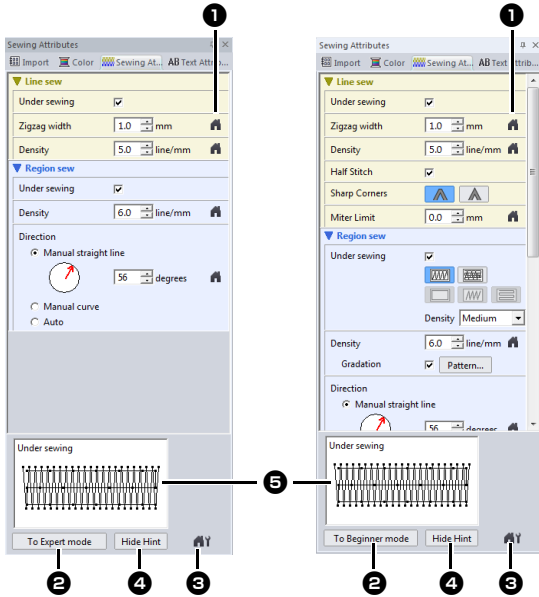 1
Sewing Attributes
Import Color Sewing At... AB Text Attrib...
Line sew
Under sewing
Zigzag width 1.0 mm
Density 5.0 line/mm
Region sew
Under sewing
Density 6.0 line/mm
Direction
Manual straight line
56 degrees
Manual curve
Auto
Under sewing
To Expert mode Hide Hint
2 4 3
5
1
Sewing Attributes
Import Color Sewing At... AB Text Attrib...
Line sew
Under sewing
Zigzag width 1.0 mm
Density 5.0 line/mm
Half Stitch
Sharp Corners
Miter Limit 0.0 mm
Region sew
Under sewing
Density Medium
Density 6.0 line/mm
Gradation Pattern...
Direction
Manual straight line
56 degrees
Under sewing
To Beginner mode Hide Hint
2 4 3